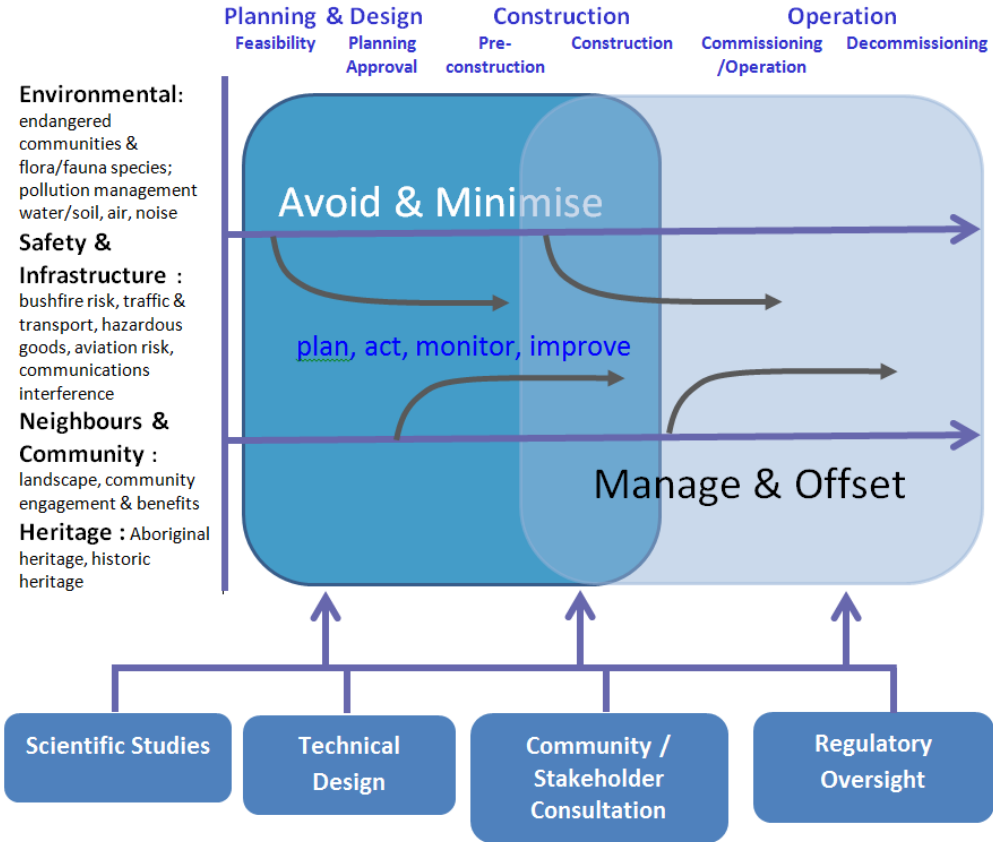 Planning & Design
Construction
Operation
Feasibility
Planning
Approval
Pre-
construction
Construction
Commissioning
/Operation
Decommissioning
Environmental:
endangered
communities &
flora/fauna species;
pollution management
water/soil, air, noise
Safety &
Infrastructure :
bushfire risk, traffic &
transport, hazardous
goods, aviation risk,
communications
interference
Neighbours &
Community :
landscape, community
engagement & benefits
Heritage : Aboriginal
heritage, historic
heritage
Avoid & Minimise
plan, act, monitor, improve
Manage & Offset
Scientific Studies
Technical
Design
Community /
Stakeholder
Consultation
Regulatory
Oversight